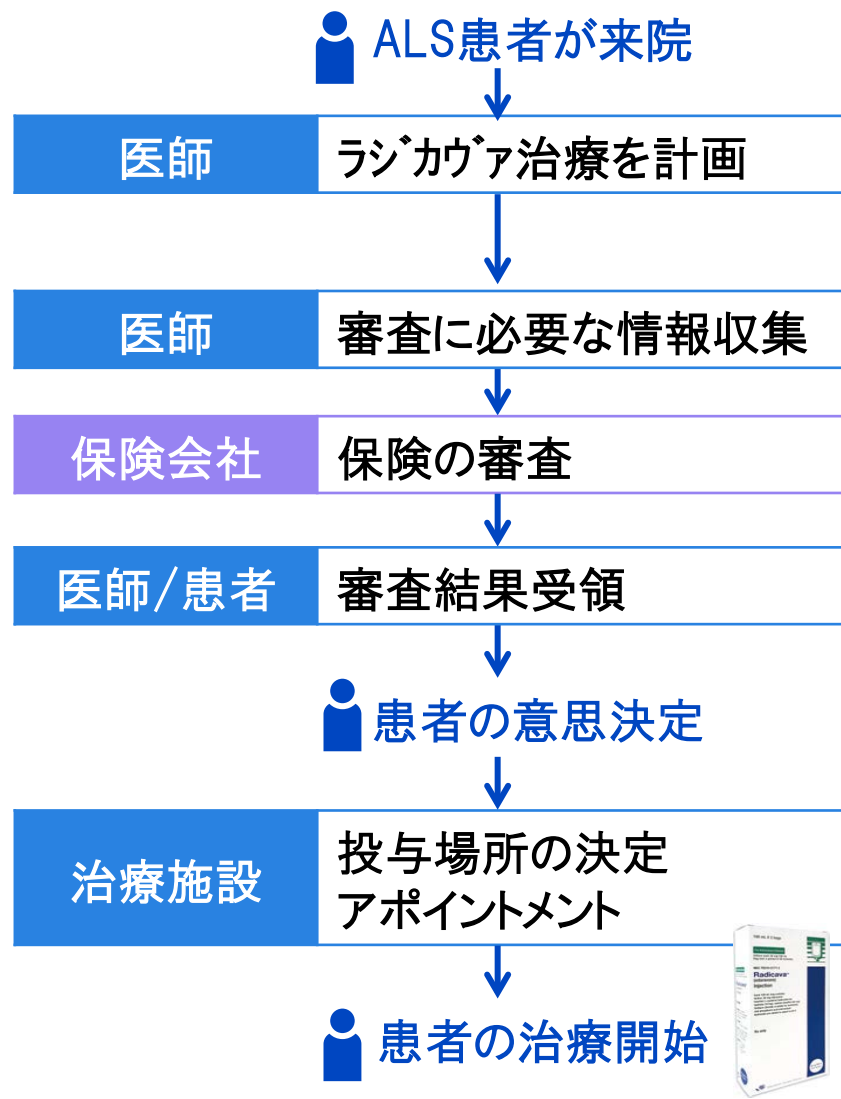 ALS患者が来院
医師
ラジカヴァ治療を計画
医師
審査に必要な情報収集
保険会社
保険の審査
医師/患者
審査結果受領
患者の意思決定
治療施設
投与場所の決定
アポイントメント
患者の治療開始
Radicava
Injection